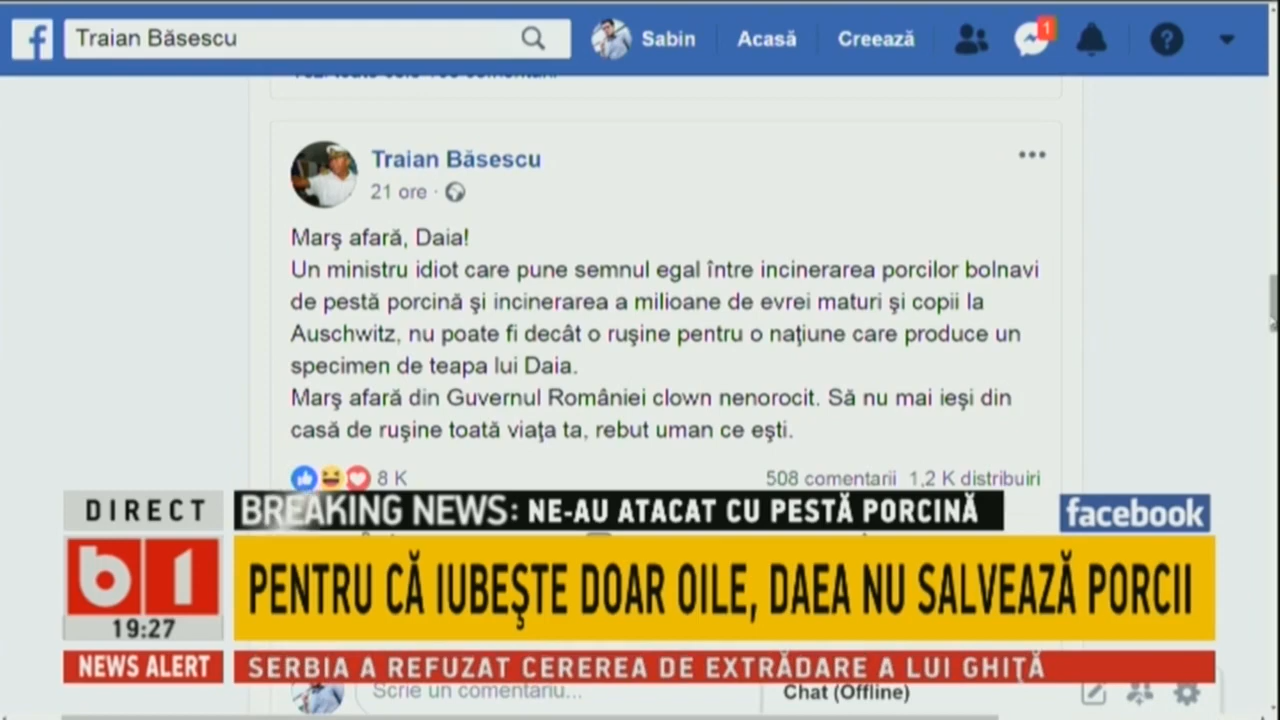 Traian Băsescu
Sabin
Acasă
Creează
1
Traian Băsescu
21 ore
Marş afară, Daia!
Un ministru idiot care pune semnul egal între incinerarea porcilor bolnavi
de pestă porcină şi incinerarea a milioane de evrei maturi şi copii la
Auschwitz, nu poate fi decât o ruşine pentru o naţiune care produce un
specimen de teapa lui Daia.
Marş afară din Guvernul României clown nenorocit. Să nu mai ieşi din
casă de ruşine toată viaţa ta, rebut uman ce eşti.
8 K
508 comentarii 1,2 K distribuiri
DIRECT
BREAKING NEWS: NE-AU ATACAT CU PESTĂ PORCINĂ
facebook
b1
PENTRU CĂ IUBEŞTE DOAR OILE, DAEA NU SALVEAZĂ PORCII
19:27
NEWS ALERT
SERBIA A REFUZAT CEREREA DE EXTRĂDARE A LUI GHIŢĂ
Scrie un comentariu...
Chat (Offline)